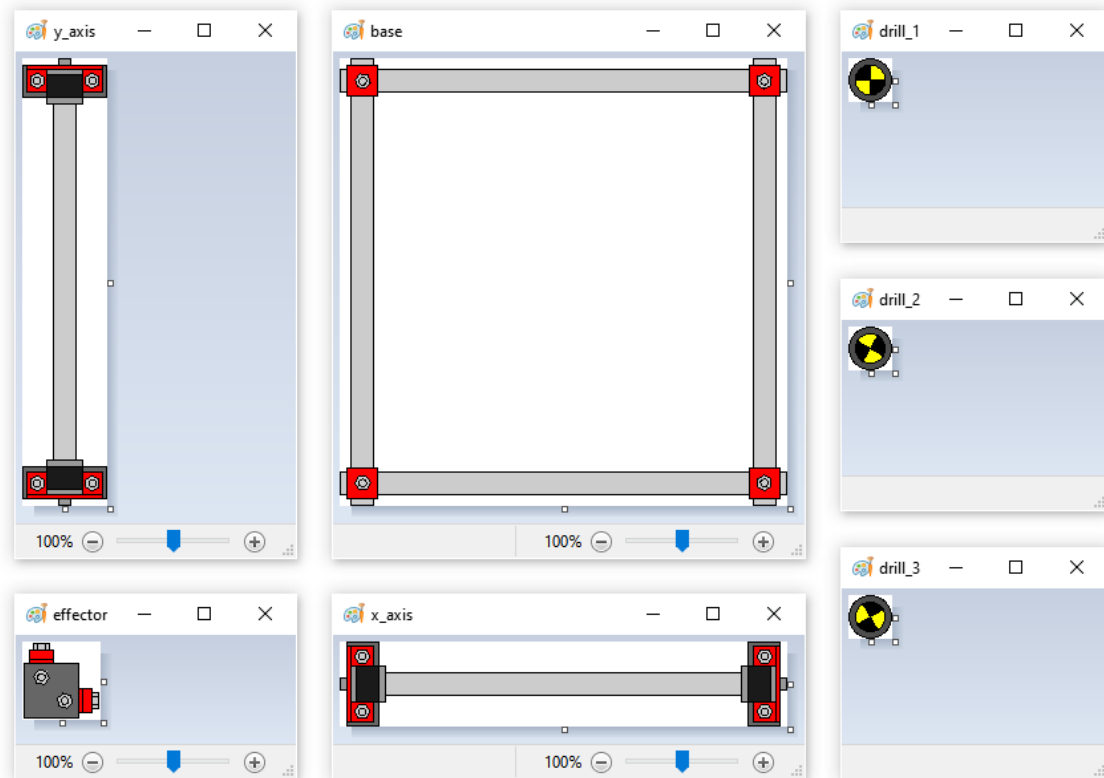 y_axis
base
drill_1
drill_2
100%
100%
effector
x_axis
drill_3
100%
100%